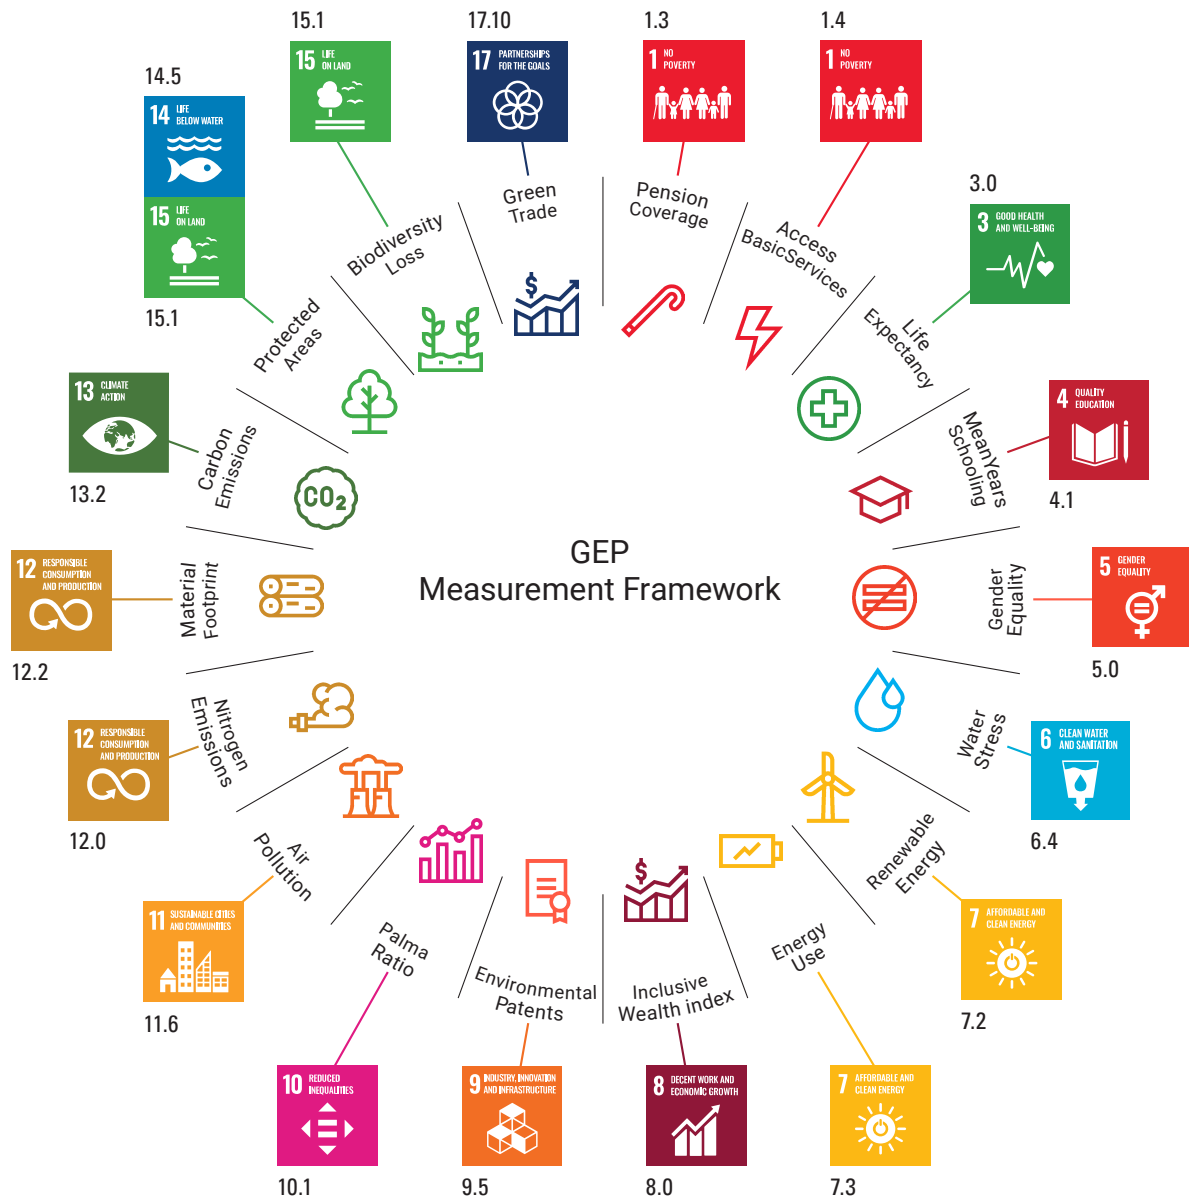 15.1
17.10
1.3
1.4
15 LIFE
ON LAND
17 PARTNERSHIPS
FOR THE GOALS
1 NO
POVERTY
1 NO
POVERTY
14.5
14 LIFE
BELOW WATER
15 LIFE
ON LAND
15.1
3.0
3 GOOD HEALTH
AND WELL-BEING
Biodiversity
Loss
Green
Trade
$
Pension
Coverage
Access
BasicServices
Life
Expectancy
Protected
Areas
13 CLIMATE
ACTION
13.2
Carbon
Emissions
CO2
MeanYears
Schooling
4 QUALITY
EDUCATION
4.1
GEP
Measurement Framework
12 RESPONSIBLE
CONSUMPTION
AND PRODUCTION
12.2
Material
Footprint
Gender
Equality
5 GENDER
EQUALITY
5.0
12 RESPONSIBLE
CONSUMPTION
AND PRODUCTION
12.0
Nitrogen
Emissions
Water
Stress
6 CLEAN WATER
AND SANITATION
6.4
Air
Pollution
11 SUSTAINABLE CITIES
AND COMMUNITIES
11.6
Renewable
Energy
7 AFFORDABLE AND
CLEAN ENERGY
7.2
Palma
Ratio
Environmental
Patents
$
Inclusive
Wealth index
Energy
Use
10 REDUCED
INEQUALITIES
9 INDUSTRY, INNOVATION
AND INFRASTRUCTURE
8 DECENT WORK AND
ECONOMIC GROWTH
7 AFFORDABLE AND
CLEAN ENERGY
10.1
9.5
8.0
7.3